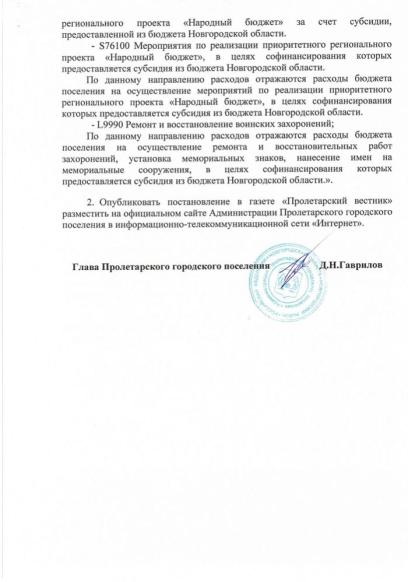 регионального проекта «Народный бюджет» за счет субсидии,
предоставленной из бюджета Новгородской области.
- S76100 Мероприятия по реализации приоритетного регионального
проекта «Народный бюджет», в целях софинансирования которых
предоставляется субсидия из бюджета Новгородской области.
По данному направлению расходов отражаются расходы бюджета
поселения на осуществление мероприятий по реализации приоритетного
регионального проекта «Народный бюджет», в целях софинансирования
которых предоставляется субсидия из бюджета Новгородской области.
- L9990 Ремонт и восстановление воинских захоронений;
По данному направлению расходов отражаются расходы бюджета
поселения на осуществление ремонта и восстановительных работ
захоронений, установка мемориальных знаков, нанесение имен на
мемориальные сооружения, в целях софинансирования которых
предоставляется субсидия из бюджета Новгородской области.».
2. Опубликовать постановление в газете «Пролетарский вестник»
разместить на официальном сайте Администрации Пролетарского городского
поселения в информационно-телекоммуникационной сети «Интернет».
Глава Пролетарского городского поселения Д.Н.Гаврилов